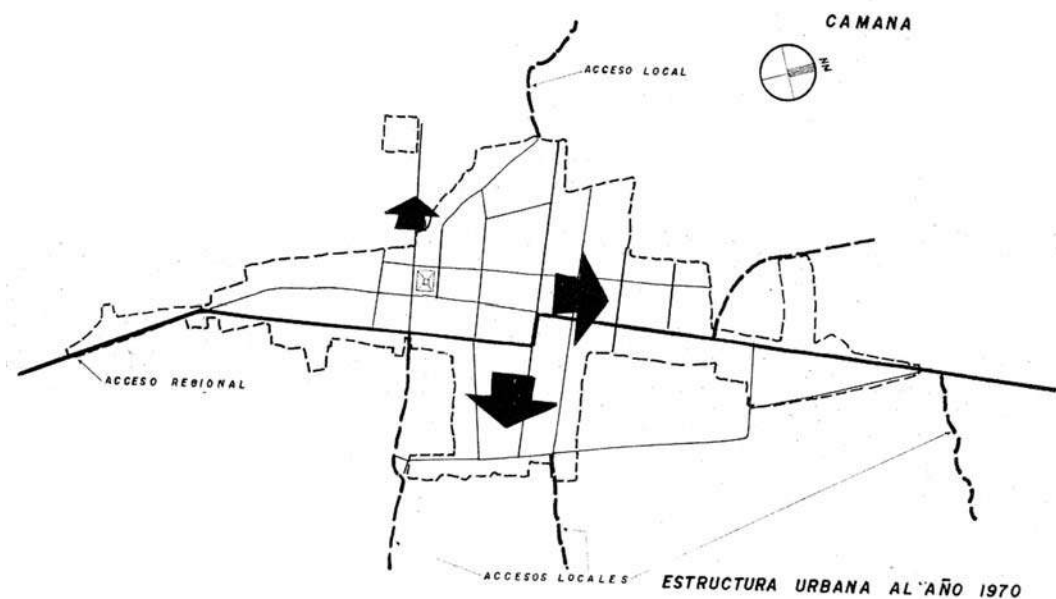 CAMANA
ACCESO LOCAL
ACCESO REGIONAL
ACCESOS LOCALES
ESTRUCTURA URBANA AL AÑO 1970